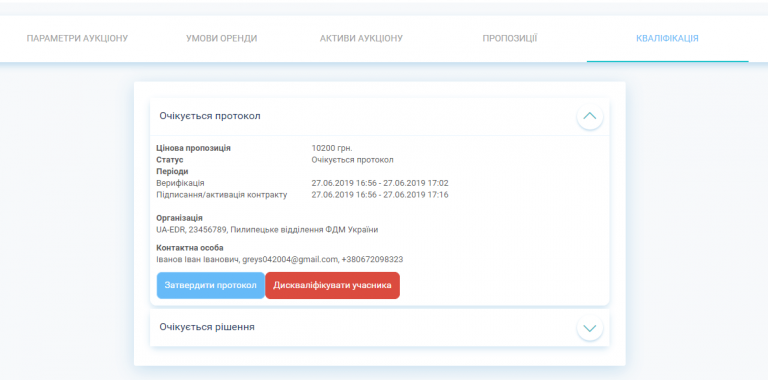 ПАРАМЕТРИ АУКЦІОНУ УМОВИ ОРЕНДИ АКТИВИ АУКЦІОНУ ПРОПОЗИЦІЇ КВАЛІФІКАЦІЯ
Очікується протокол
Цінова пропозиція 10200 грн.
Статус Очікується протокол
Періоди
Верифікація 27.06.2019 16:56 - 27.06.2019 17:02
Підписання/активація контракту 27.06.2019 16:56 - 27.06.2019 17:16
Організація
UA-EDR, 23456789, Пилипецьке відділення ФДМ України
Контактна особа
Іванов Іван Іванович, greys042004@gmail.com, +380672098323
Затвердити протокол Дискваліфікувати учасника
Очікується рішення